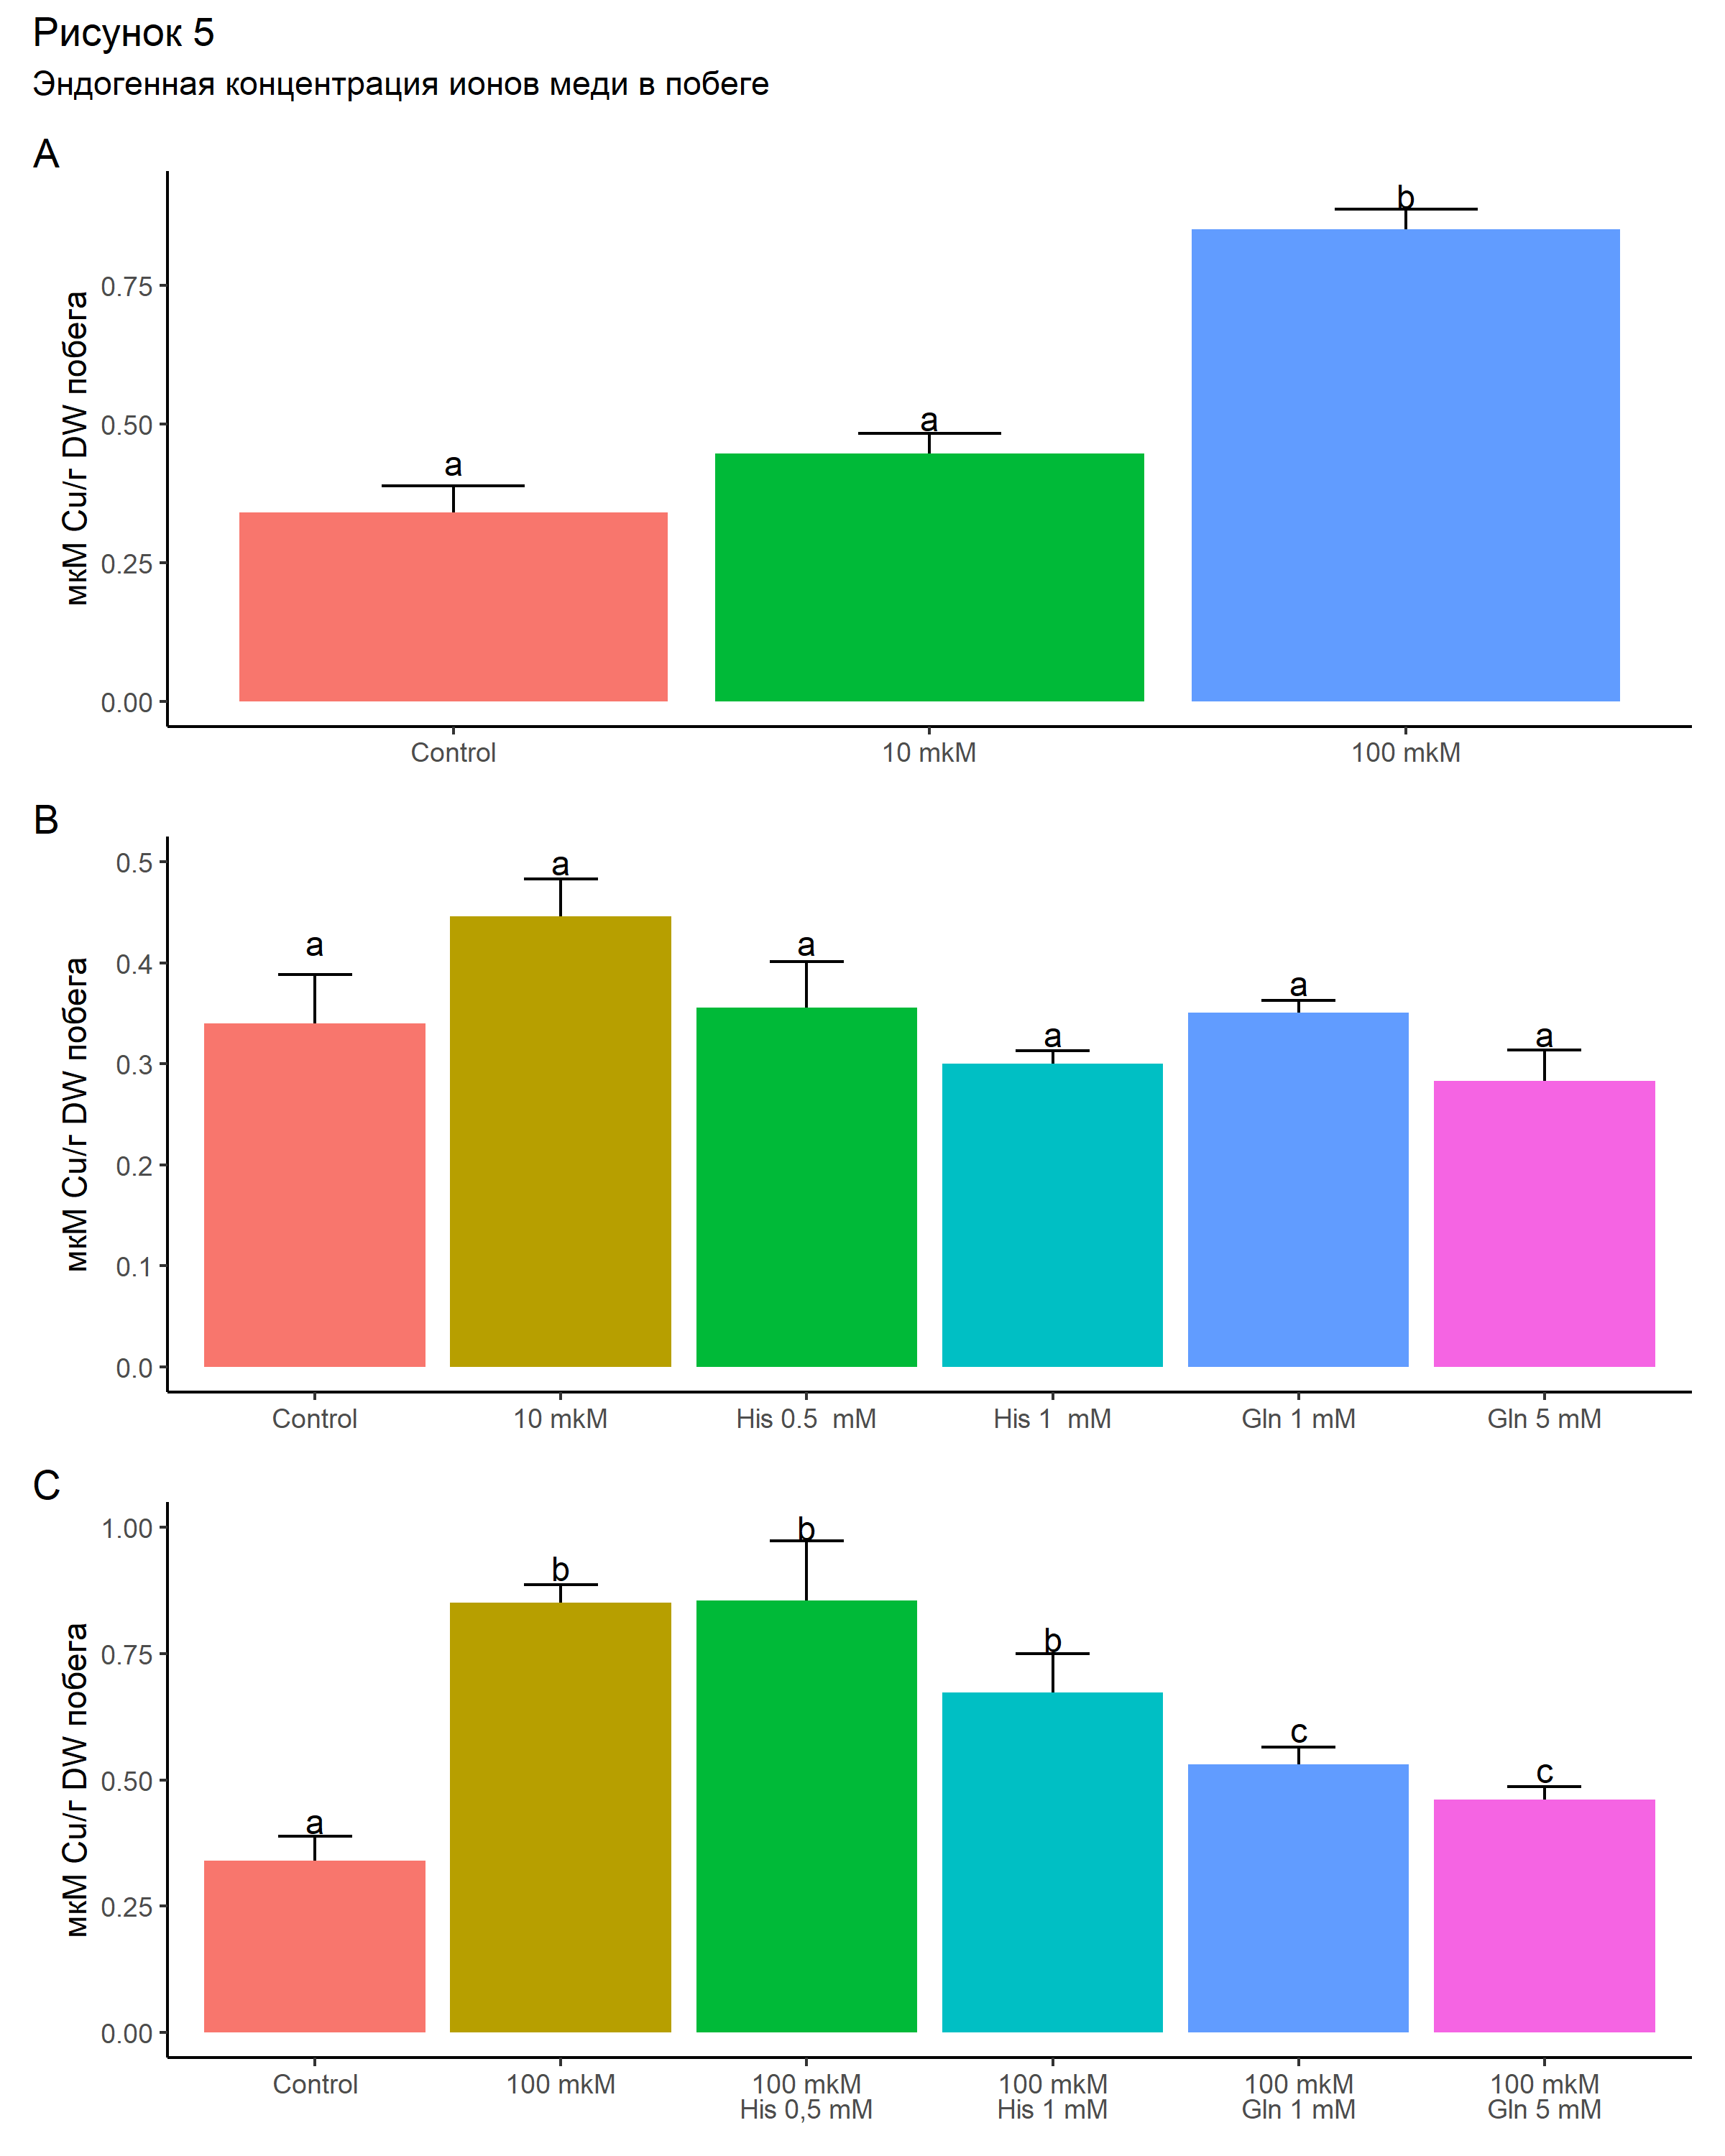 Рисунок 5
Эндогенная концентрация ионов меди в побеге
A
мкМ Cu/г DW побега
0.75
0.50
0.25
0.00
a
a
b
Control
10 mkM
100 mkM
B
мкМ Cu/г DW побега
0.5
0.4
0.3
0.2
0.1
0.0
a
a
a
a
a
a
Control
10 mkM
His 0.5  mM
His 1  mM
Gln 1 mM
Gln 5 mM
C
мкМ Cu/г DW побега
1.00
0.75
0.50
0.25
0.00
a
b
b
b
c
c
Control
100 mkM
100 mkM
His 0,5 mM
100 mkM
His 1 mM
100 mkM
Gln 1 mM
100 mkM
Gln 5 mM